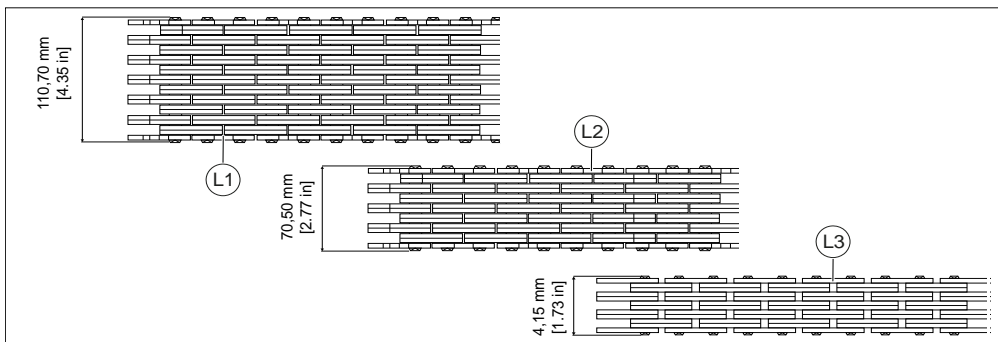 110,70 mm
[4.35 in]
L1
70,50 mm
[2.77 in]
L2
4,15 mm
[1.73 in]
L3